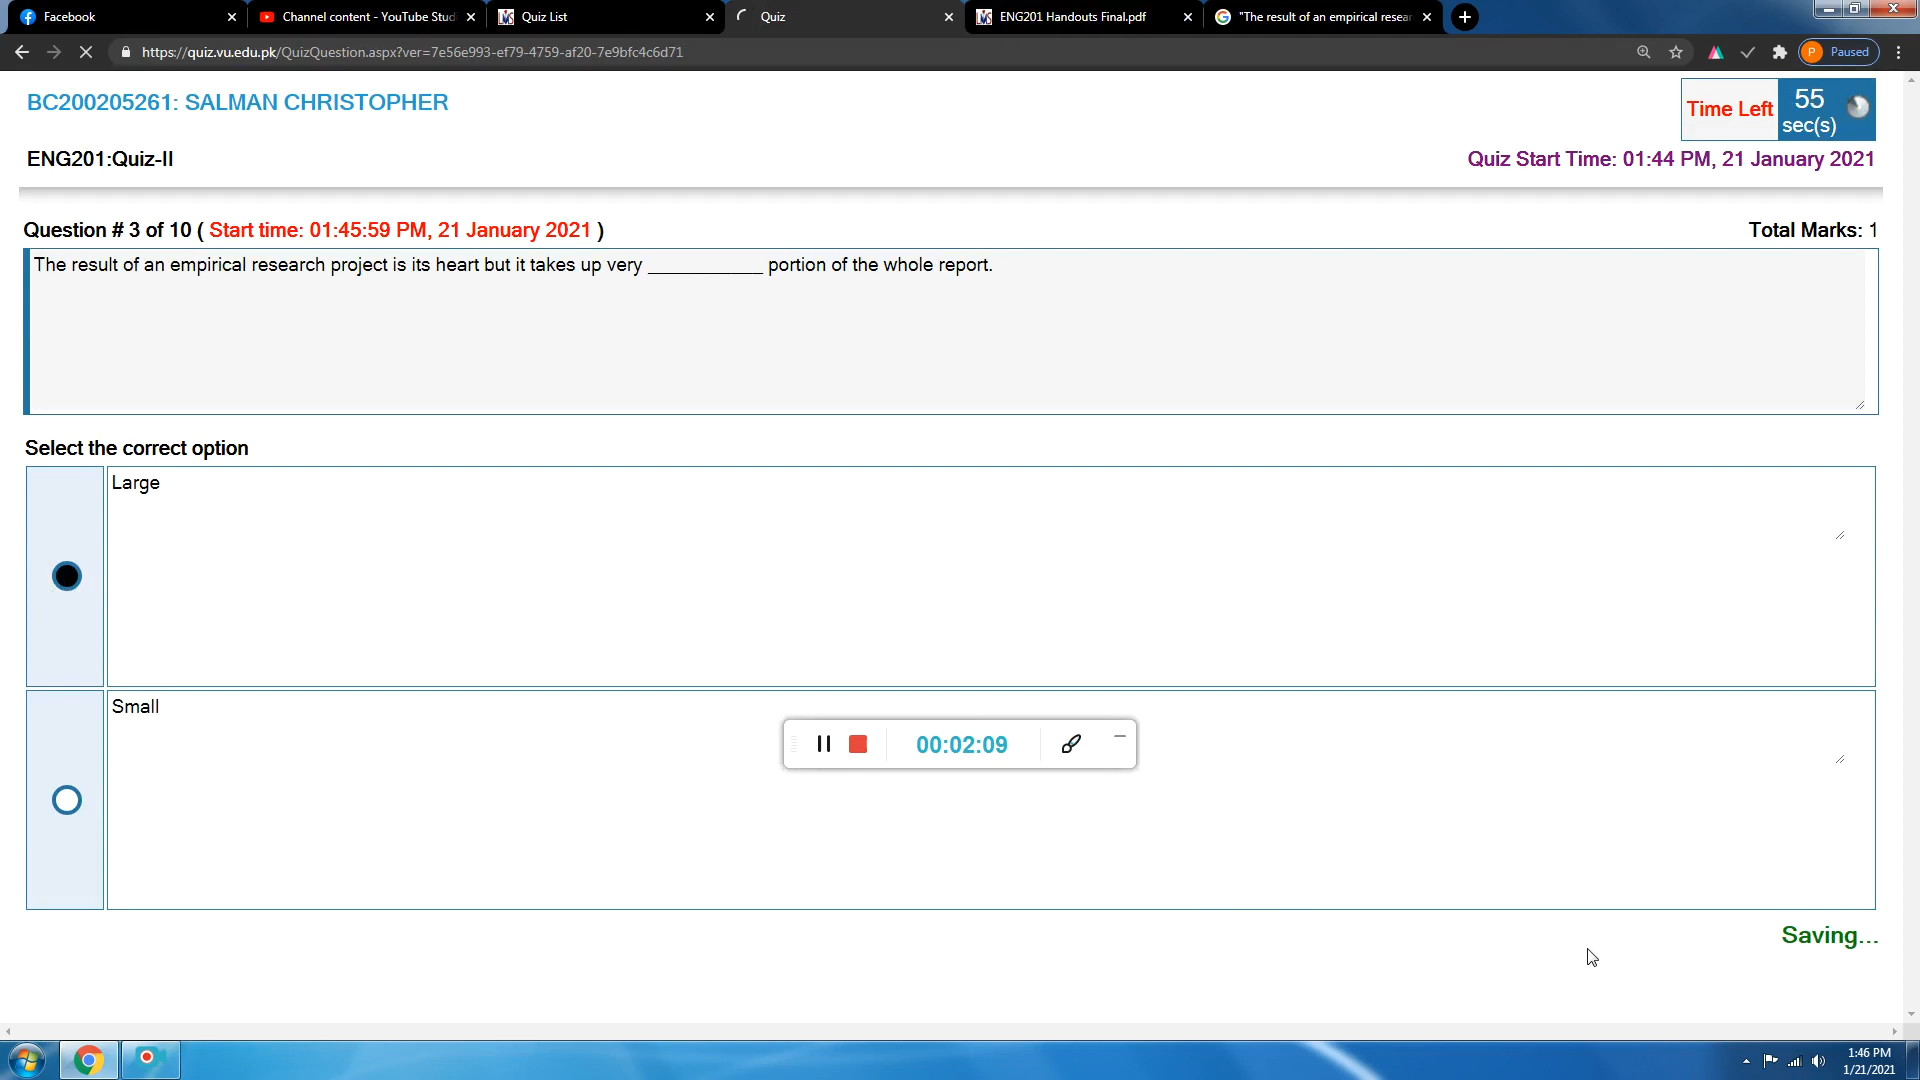 Facebook
Channel content - YouTube Studi
Quiz List
Quiz
ENG201 Handouts Final.pdf
"The result of an empirical resear
https://quiz.vu.edu.pk/QuizQuestion.aspx?ver=7e56e993-ef79-4759-af20-7e9bfc4c6d71
P Paused
BC200205261: SALMAN CHRISTOPHER
Time Left 55 sec(s)
ENG201:Quiz-II
Quiz Start Time: 01:44 PM, 21 January 2021
Question # 3 of 10 ( Start time: 01:45:59 PM, 21 January 2021 )
Total Marks: 1
The result of an empirical research project is its heart but it takes up very ___________ portion of the whole report.
Select the correct option
Large
Small
00:02:09
Saving...
1:46 PM
1/21/2021